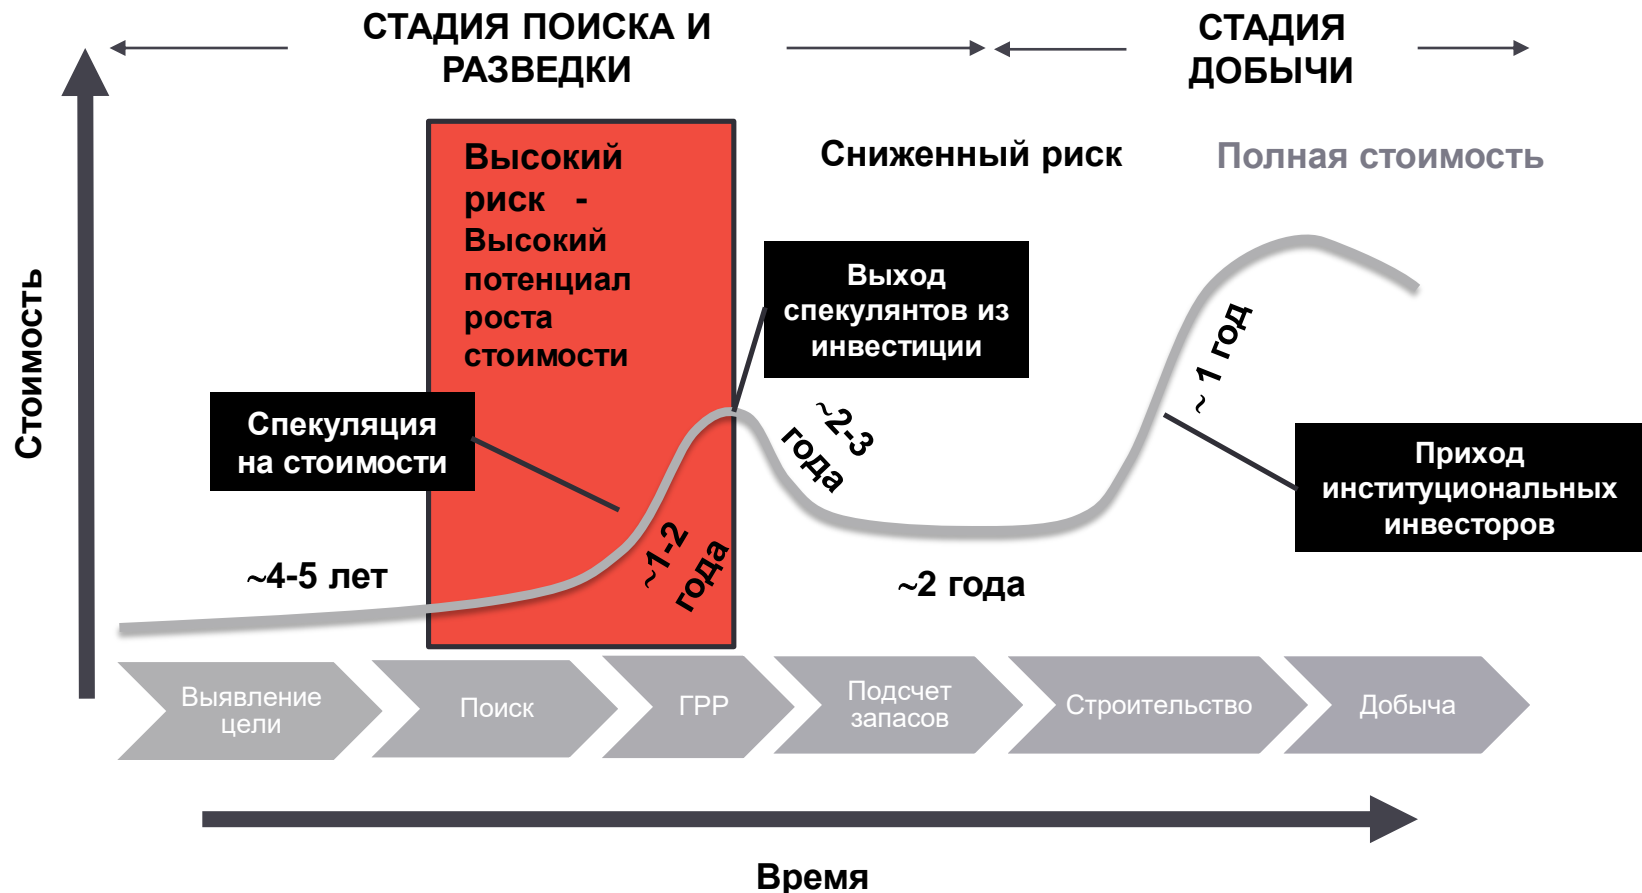 СТАДИЯ ПОИСКА И
РАЗВЕДКИ
СТАДИЯ
ДОБЫЧИ
Высокий
риск -
Высокий
потенциал
роста
стоимости
Сниженный риск
Полная стоимость
Стоимость
Выход
спекулянтов из
инвестиции
Спекуляция
на стоимости
~2-3
года
~ 1 год
Приход
институциональных
инвесторов
~4-5 лет
~1-2
года
~2 года
Выявление
цели
Поиск
ГРР
Подсчет
запасов
Строительство
Добыча
Время